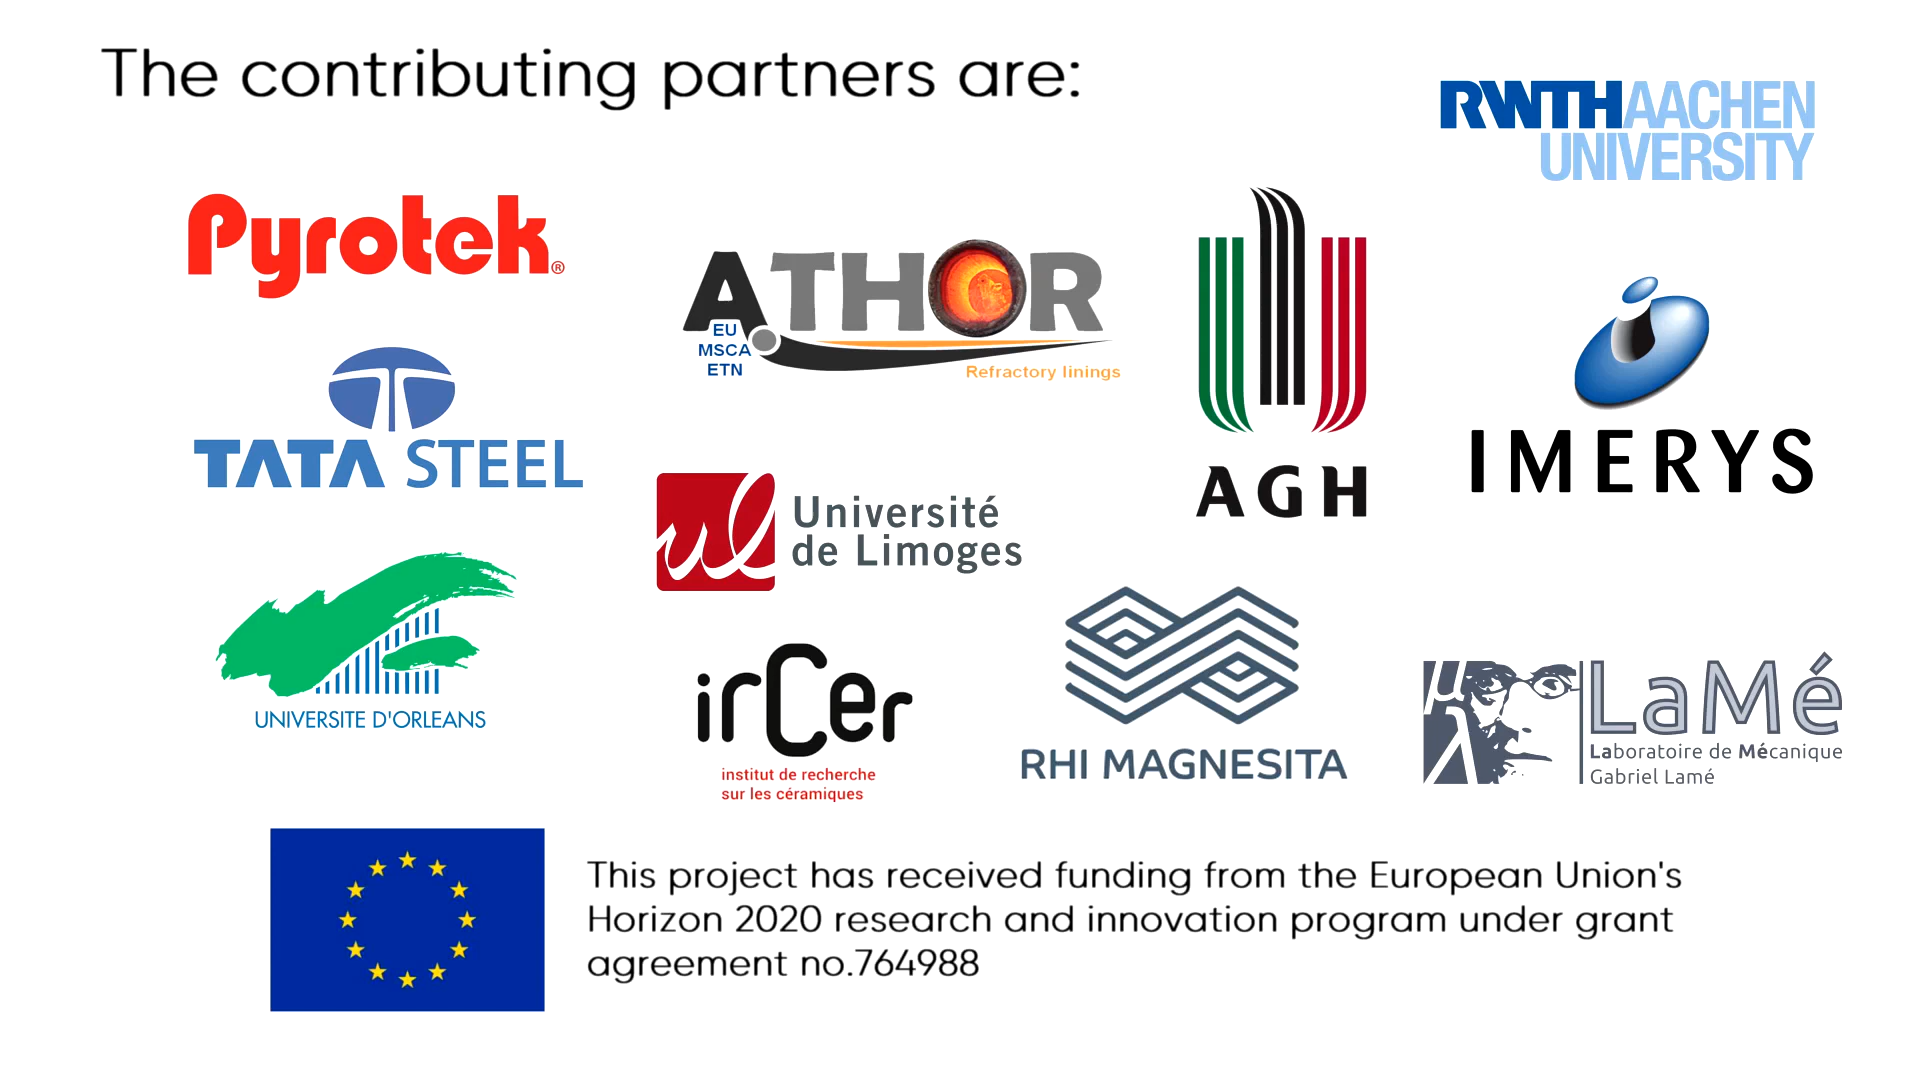 The contributing partners are:
RWTHAACHEN
UNIVERSITY
Pyrotek®
ATHOR
EU
MSCA
ETN
Refractory linings
AGH
IMERYS
TATA STEEL
ul
Université
de Limoges
UNIVERSITE D'ORLEANS
irCer
institut de recherche
sur les céramiques
RHI MAGNESITA
LaMé
Laboratoire de Mécanique
Gabriel Lamé
This project has received funding from the European Union's
Horizon 2020 research and innovation program under grant
agreement no.764988